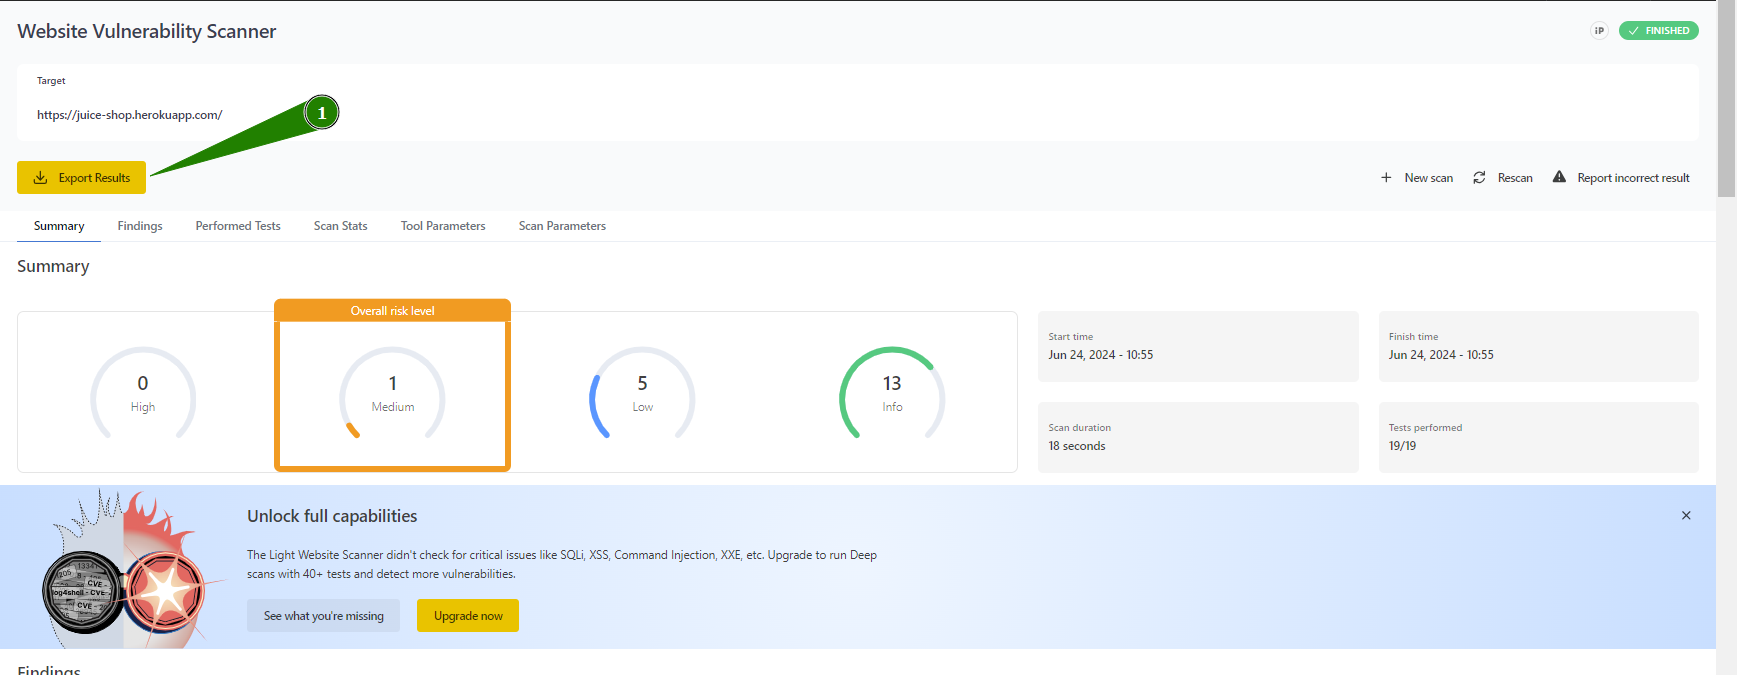 Website Vulnerability Scanner
iP
FINISHED
Target
https://juice-shop.herokuapp.com/
1
Export Results
New scan
Rescan
Report incorrect result
Summary
Findings
Performed Tests
Scan Stats
Tool Parameters
Scan Parameters
Summary
Overall risk level
0
High
1
Medium
5
Low
13
Info
Start time
Jun 24, 2024 - 10:55
Finish time
Jun 24, 2024 - 10:55
Scan duration
18 seconds
Tests performed
19/19
Unlock full capabilities
The Light Website Scanner didn't check for critical issues like SQLi, XSS, Command Injection, XXE, etc. Upgrade to run Deep
scans with 40+ tests and detect more vulnerabilities.
See what you're missing
Upgrade now
CVE -
log4shell - CVE-
CVE - 2
Findings